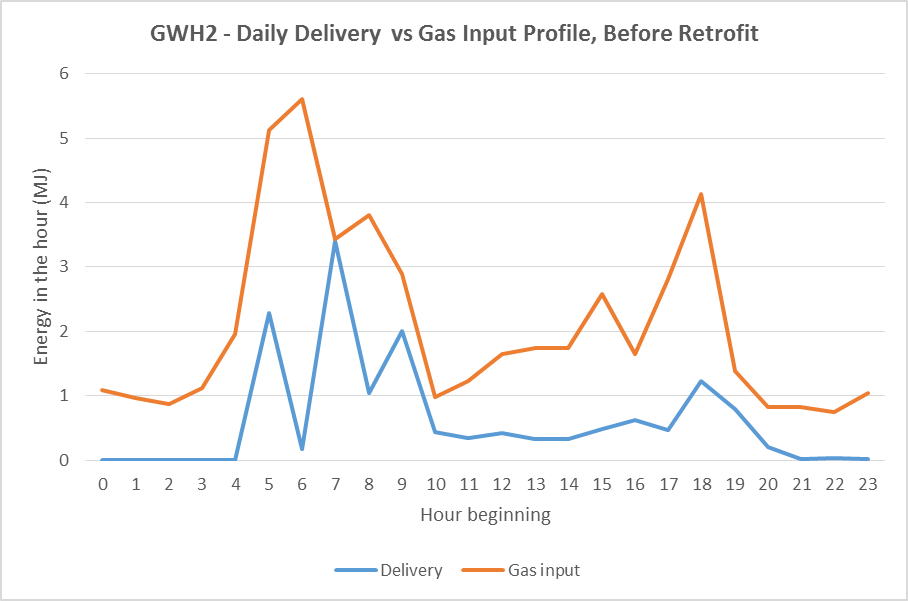 GWH2 - Daily Delivery vs Gas Input Profile, Before Retrofit
6
5
4
3
2
1
0
Energy in the hour (MJ)
0 1 2 3 4 5 6 7 8 9 10 11 12 13 14 15 16 17 18 19 20 21 22 23
Hour beginning
Delivery Gas input